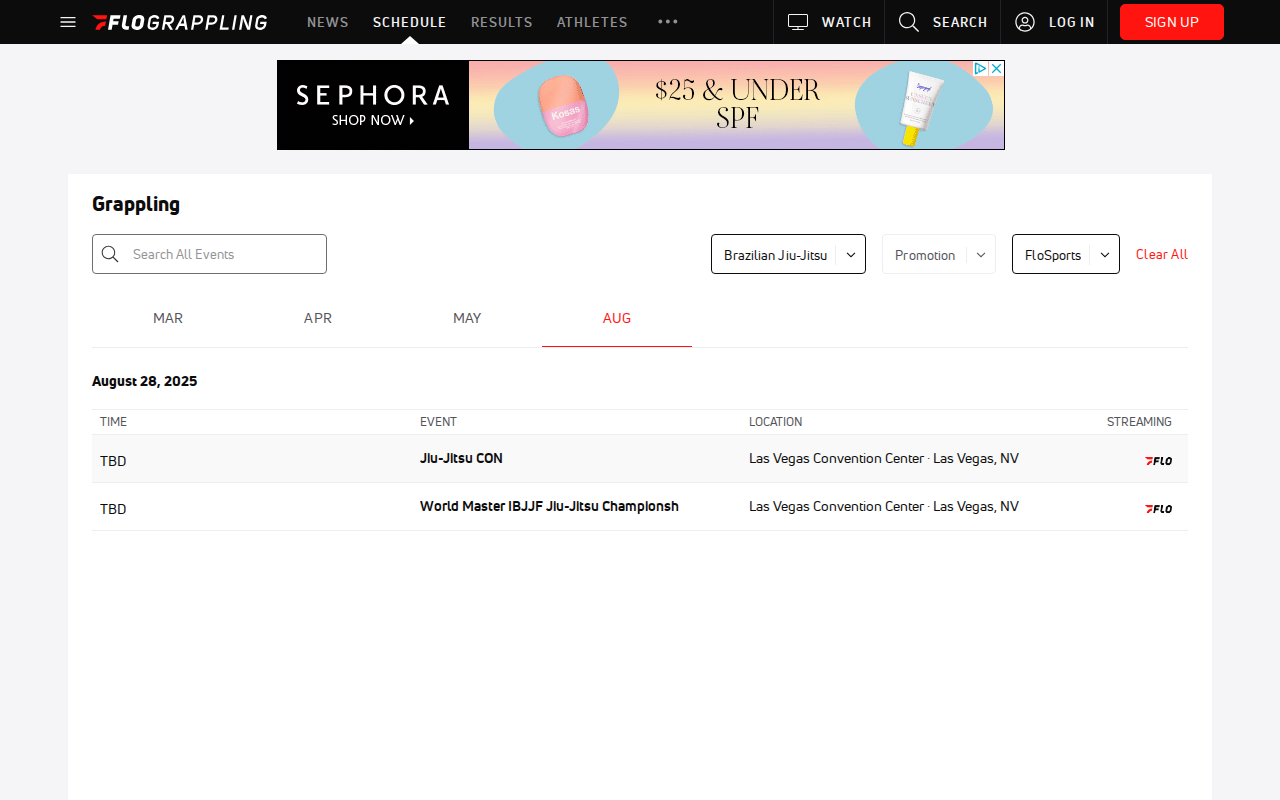 FLOGRAPPLING NEWS SCHEDULE RESULTS ATHLETES WATCH SEARCH LOG IN SIGN UP
SEPHORA
SHOP NOW
Kosas
$25 & UNDER
SPF
Grappling
Search All Events
Brazilian Jiu-Jitsu
Promotion
FloSports
Clear All
MAR APR MAY AUG
August 28, 2025
TIME EVENT LOCATION STREAMING
TBD Jiu-Jitsu CON Las Vegas Convention Center · Las Vegas, NV FLO
TBD World Master IBJJF Jiu-Jitsu Championsh Las Vegas Convention Center · Las Vegas, NV FLO